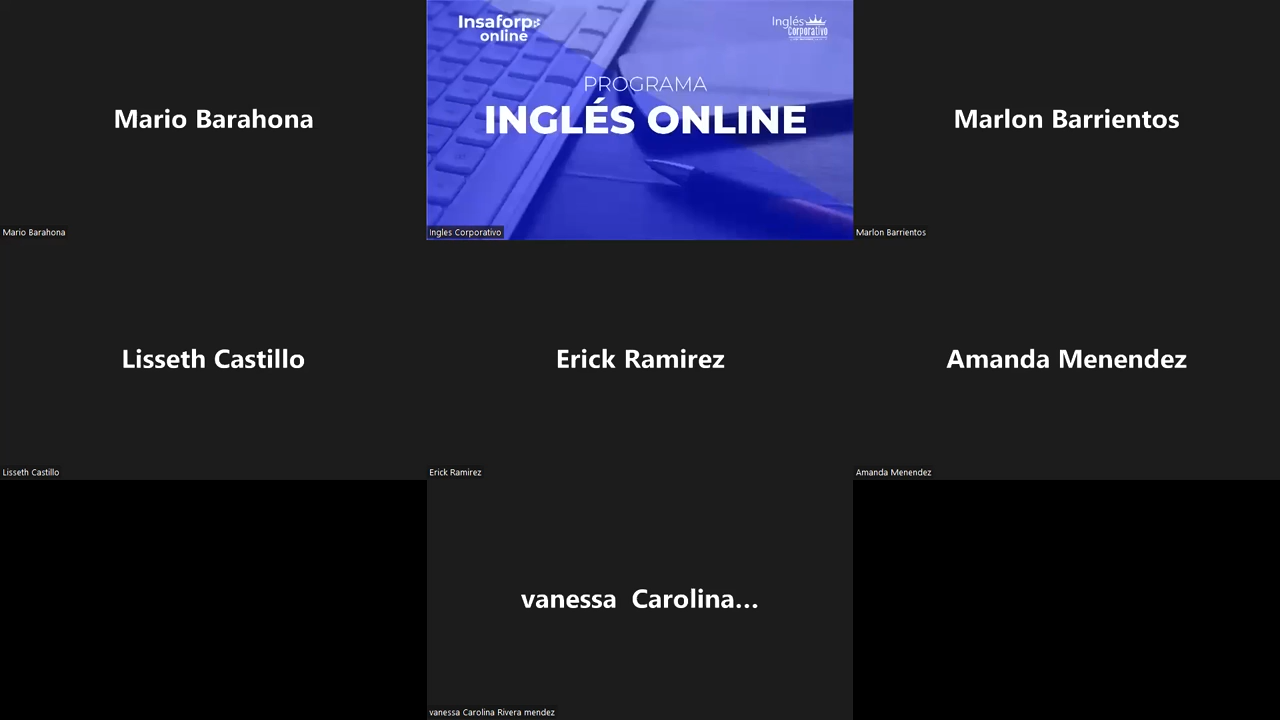 Mario Barahona
Mario Barahona
Insaforp
online
Inglés
Corporativo
PROGRAMA
INGLÉS ONLINE
Ingles Corporativo
Marlon Barrientos
Marlon Barrientos
Lisseth Castillo
Lisseth Castillo
Erick Ramirez
Erick Ramirez
Amanda Menendez
Amanda Menendez
vanessa Carolina...
vanessa Carolina Rivera mendez